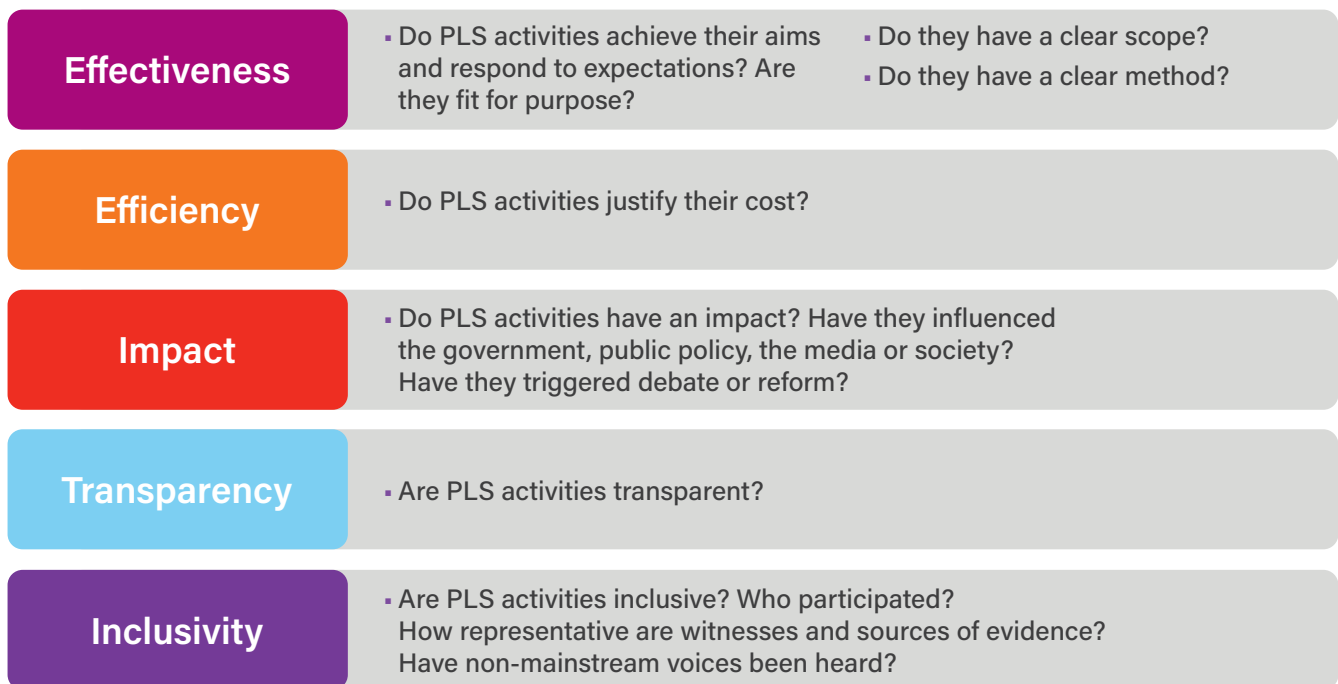 Effectiveness
▪ Do PLS activities achieve their aims
and respond to expectations? Are
they fit for purpose?
▪ Do they have a clear scope?
▪ Do they have a clear method?
Efficiency
▪ Do PLS activities justify their cost?
Impact
▪ Do PLS activities have an impact? Have they influenced
the government, public policy, the media or society?
Have they triggered debate or reform?
Transparency
▪ Are PLS activities transparent?
Inclusivity
▪ Are PLS activities inclusive? Who participated?
How representative are witnesses and sources of evidence?
Have non-mainstream voices been heard?